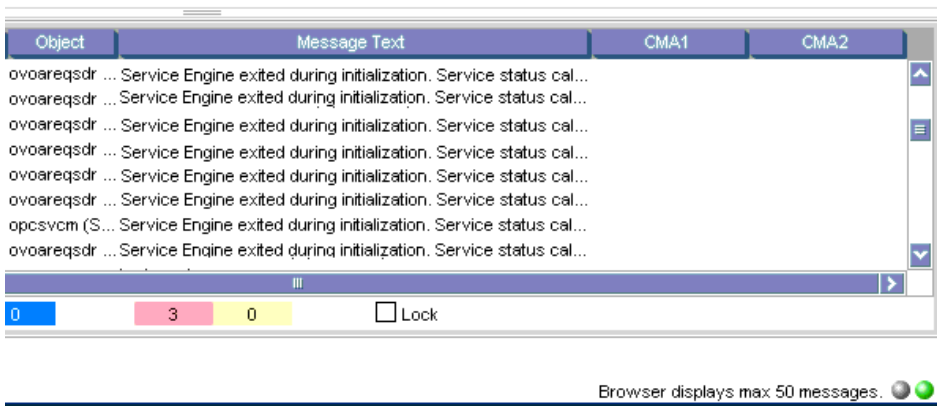 Object Message Text CMA1 CMA2
ovoareqsdr ... Service Engine exited during initialization. Service status cal...
ovoareqsdr ... Service Engine exited during initialization. Service status cal...
ovoareqsdr ... Service Engine exited during initialization. Service status cal...
ovoareqsdr ... Service Engine exited during initialization. Service status cal...
ovoareqsdr ... Service Engine exited during initialization. Service status cal...
ovoareqsdr ... Service Engine exited during initialization. Service status cal...
opcsvcm (S... Service Engine exited during initialization. Service status cal...
ovoareqsdr ... Service Engine exited during initialization. Service status cal...
0 3 0 Lock
Browser displays max 50 messages.